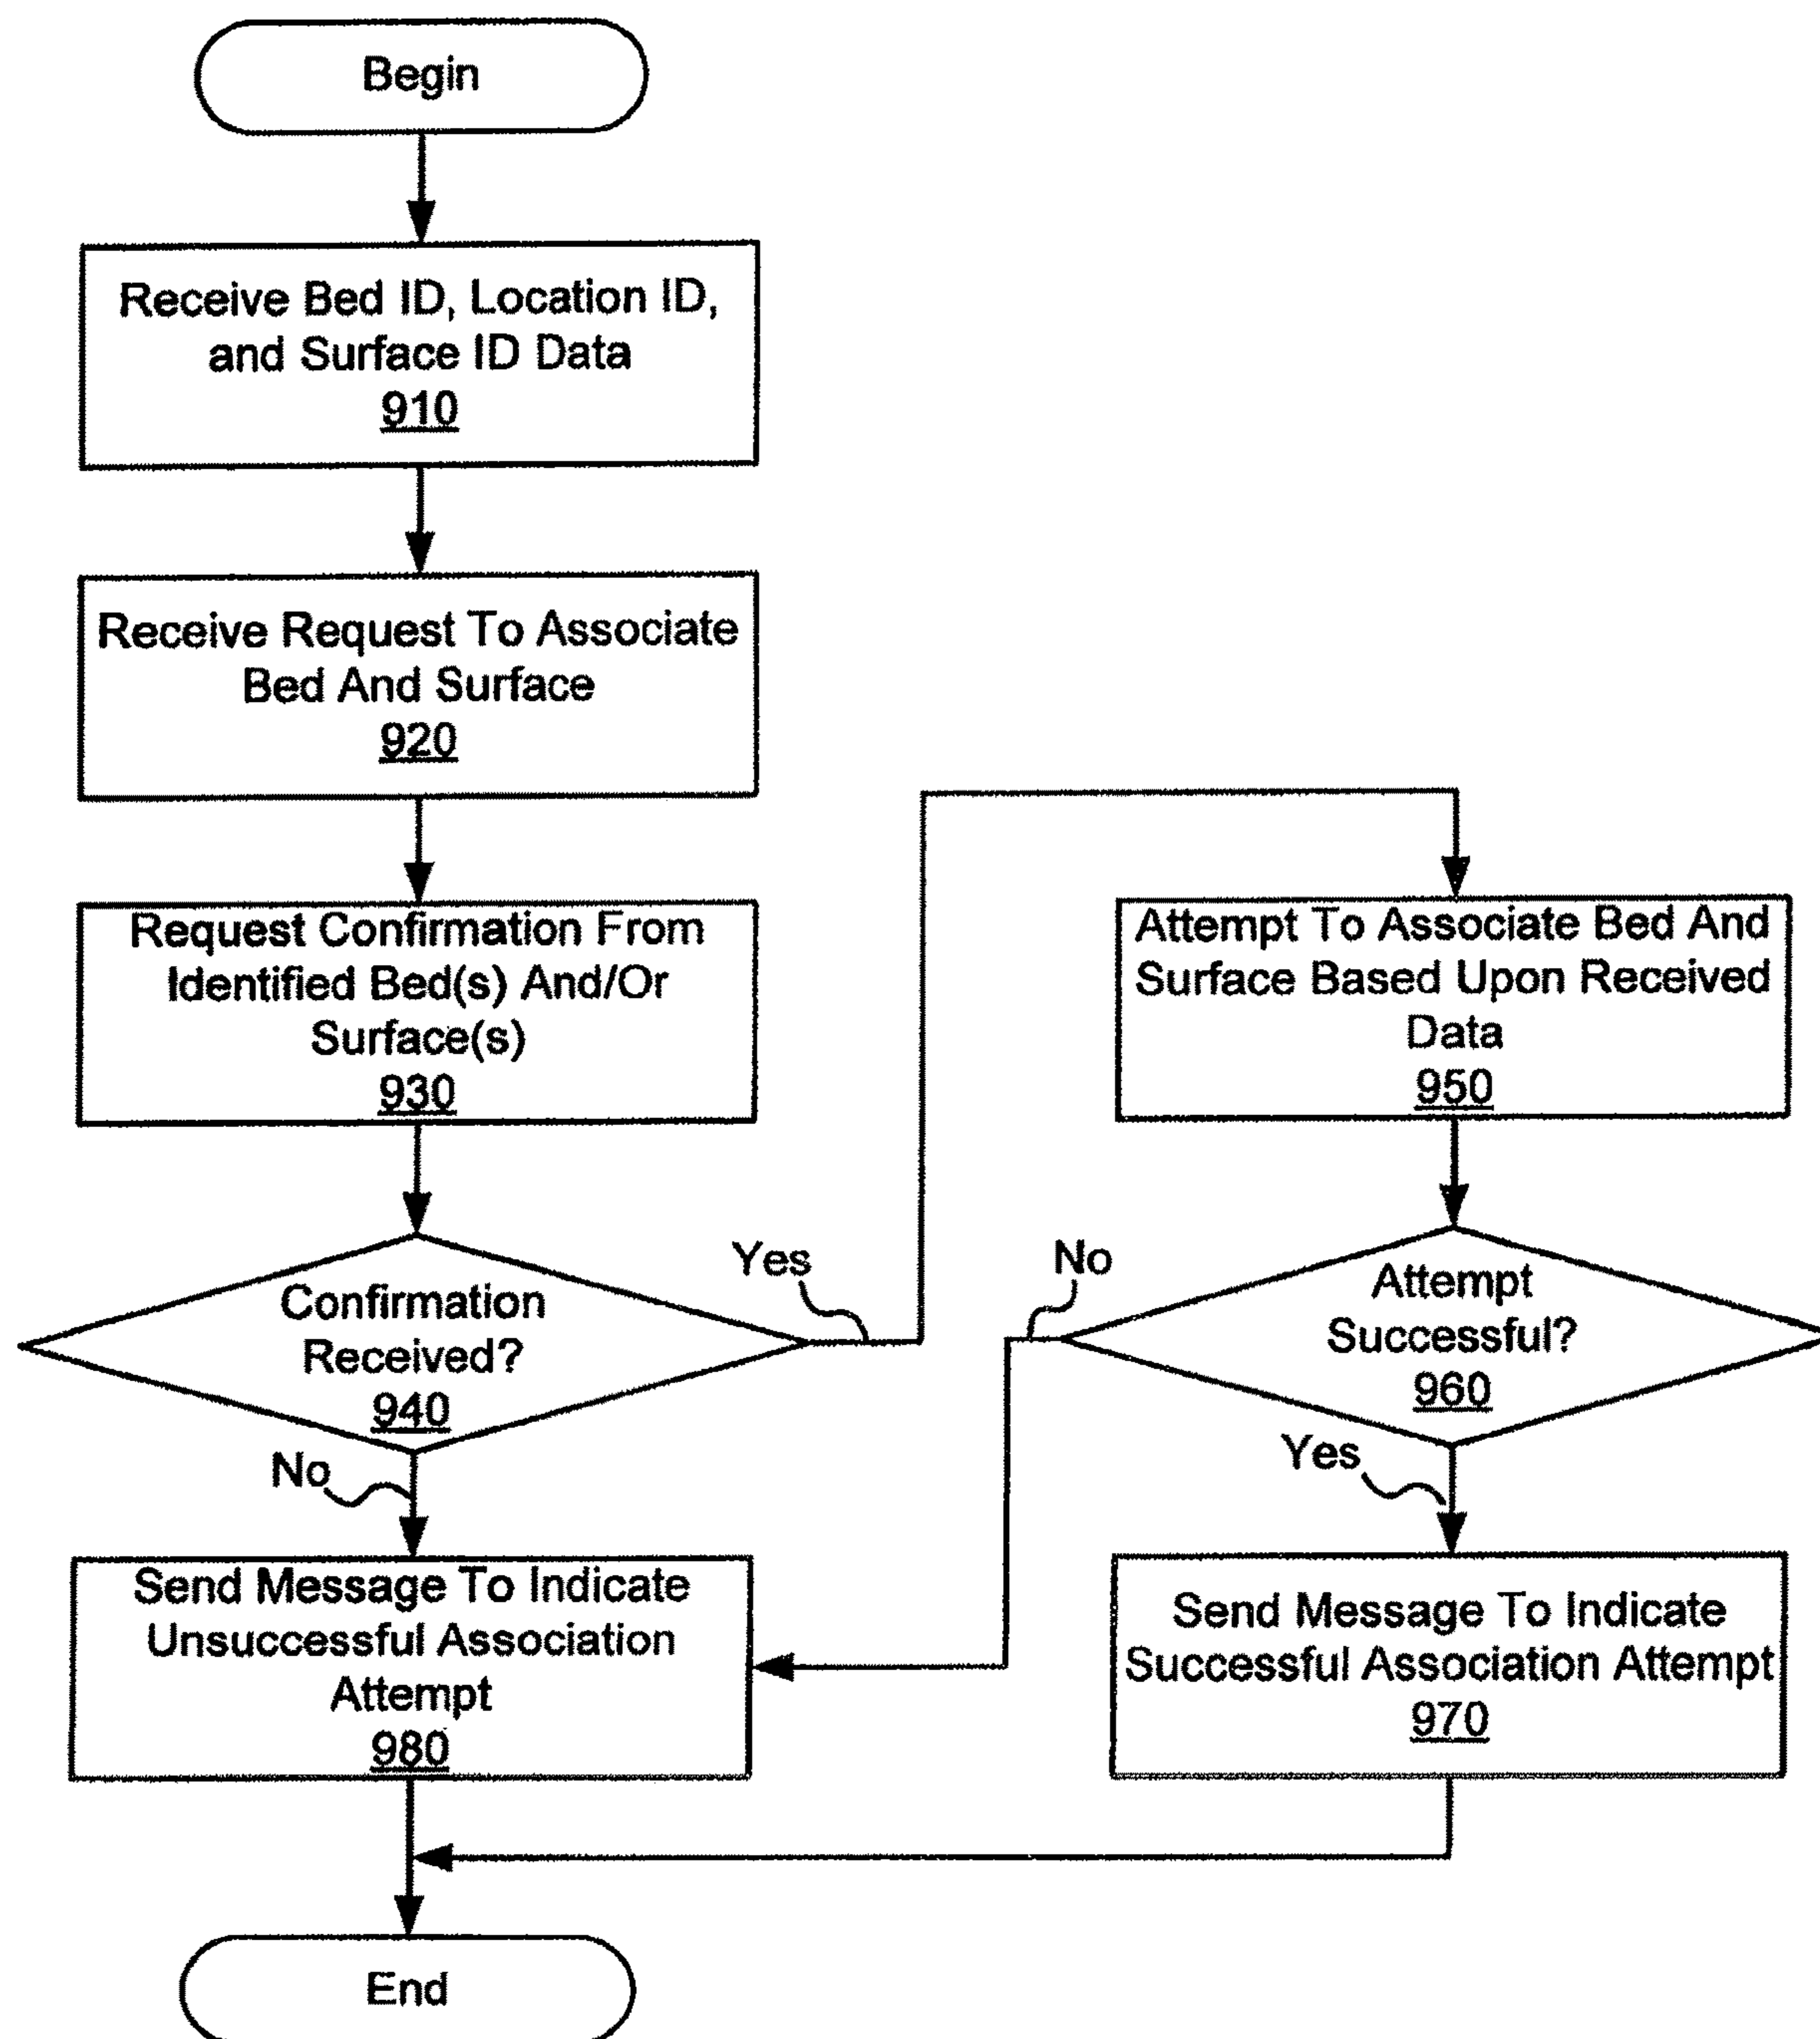 Begin
Receive Bed ID, Location ID,
and Surface ID Data
910
Receive Request To Associate
Bed And Surface
920
Request Confirmation From
Identified Bed(s) And/Or
Surface(s)
930
Confirmation
Received?
940
Yes
No
Attempt To Associate Bed And
Surface Based Upon Received
Data
950
Attempt
Successful?
960
No
Yes
Send Message To Indicate
Unsuccessful Association
Attempt
980
Send Message To Indicate
Successful Association Attempt
970
End